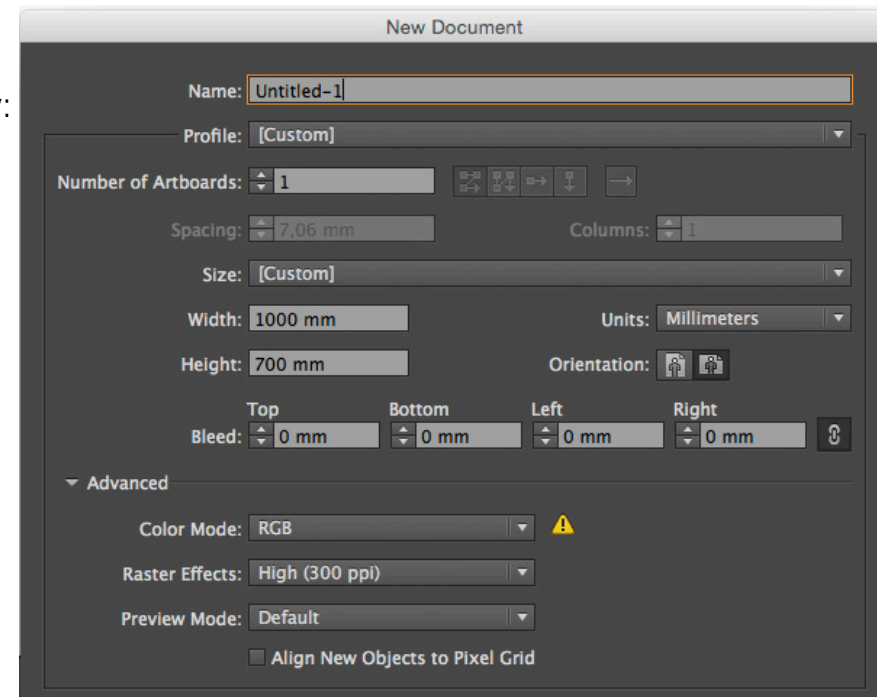 New Document
Name: Untitled-1
:
Profile: [Custom]
Number of Artboards: 1
Spacing: 7,06 mm Columns: 1
Size: [Custom]
Width: 1000 mm Units: Millimeters
Height: 700 mm Orientation:
Top Bottom Left Right
Bleed: 0 mm 0 mm 0 mm 0 mm
Advanced
Color Mode: RGB
Raster Effects: High (300 ppi)
Preview Mode: Default
Align New Objects to Pixel Grid